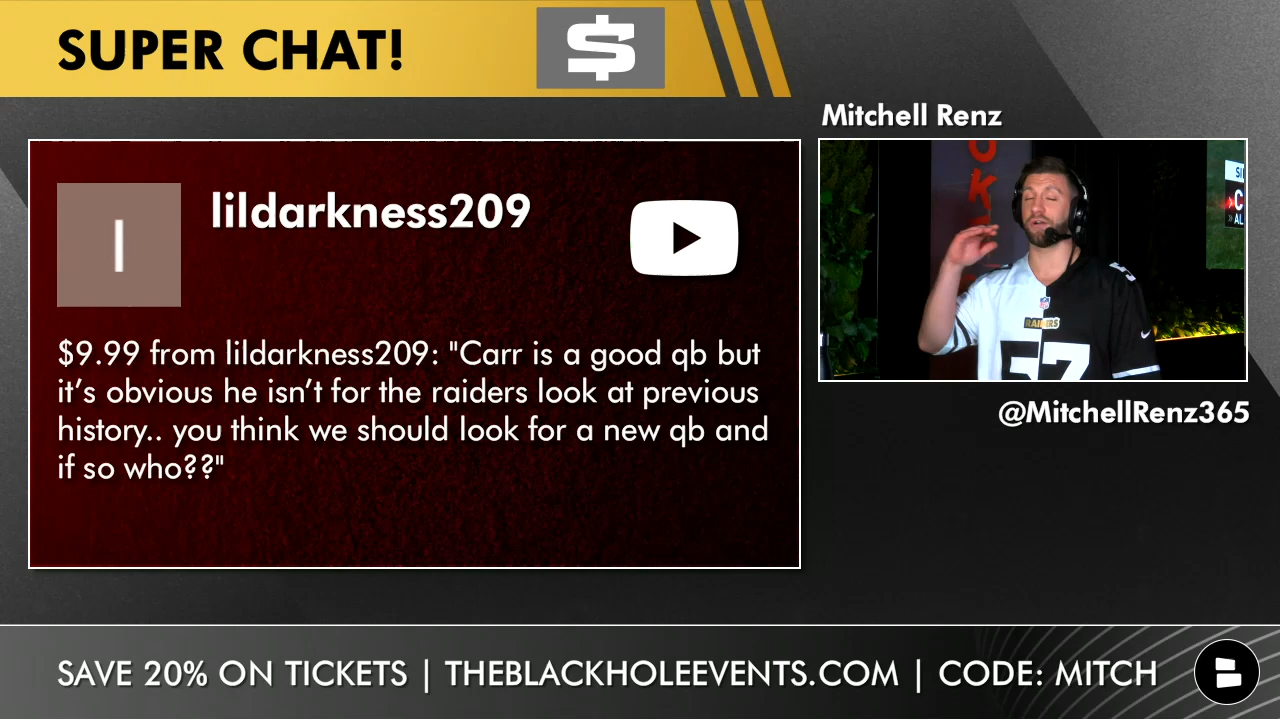 SUPER CHAT!
$
Mitchell Renz
lildarkness209
l
$9.99 from lildarkness209: "Carr is a good qb but
it's obvious he isn't for the raiders look at previous
history.. you think we should look for a new qb and
if so who??"
RAIDERS
57
@MitchellRenz365
SAVE 20% ON TICKETS | THEBLACKHOLEEVENTS.COM | CODE: MITCH